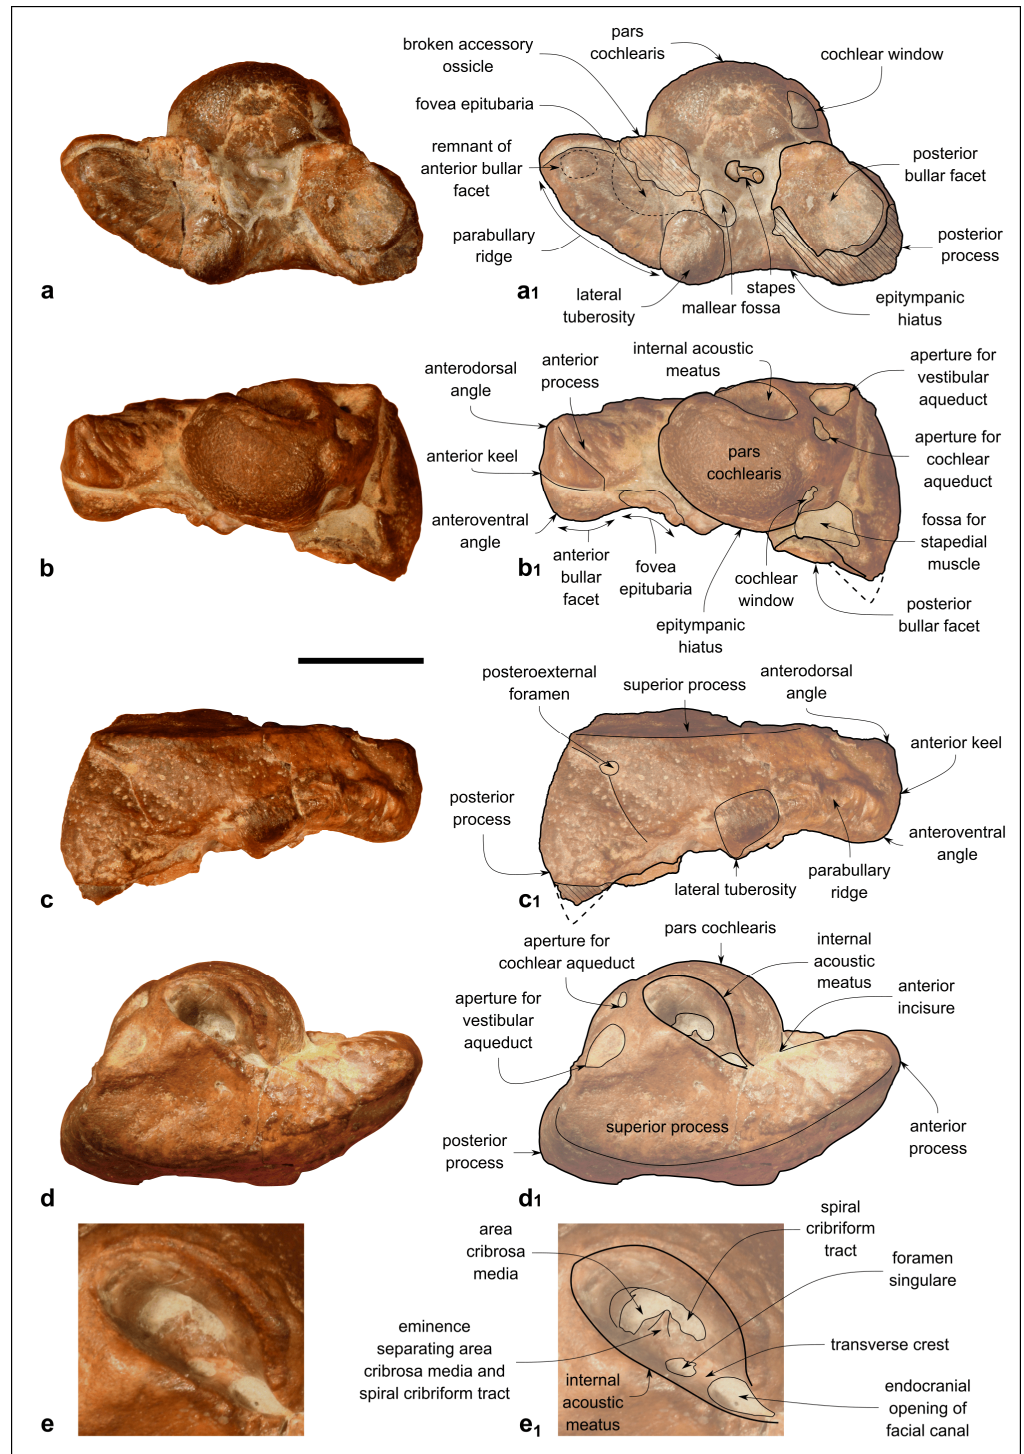 broken accessory
ossicle
pars
cochlearis
cochlear window
fovea epitubaria
remnant of
anterior bullar
facet
posterior
bullar facet
parabullary
ridge
posterior
process
lateral
tuberosity
stapes
mallear fossa
epitympanic
hiatus
a
a1
anterodorsal
angle
anterior
process
internal acoustic
meatus
aperture for
vestibular
aqueduct
anterior keel
pars
cochlearis
aperture for
cochlear
aqueduct
anteroventral
angle
anterior
bullar
facet
fovea
epitubaria
cochlear
window
epitympanic
hiatus
fossa for
stapedial
muscle
posterior
bullar facet
b
b1
posteroexternal
foramen
superior process
anterodorsal
angle
anterior keel
posterior
process
anteroventral
angle
lateral tuberosity
parabullary
ridge
c
c1
aperture for
cochlear aqueduct
pars cochlearis
internal
acoustic
meatus
aperture for
vestibular
aqueduct
anterior
incisure
superior process
posterior
process
anterior
process
d
d1
area
cribrosa
media
spiral
cribriform
tract
foramen
singulare
eminence
separating area
cribrosa media and
spiral cribriform tract
transverse crest
internal
acoustic
meatus
endocranial
opening of
facial canal
e
e1